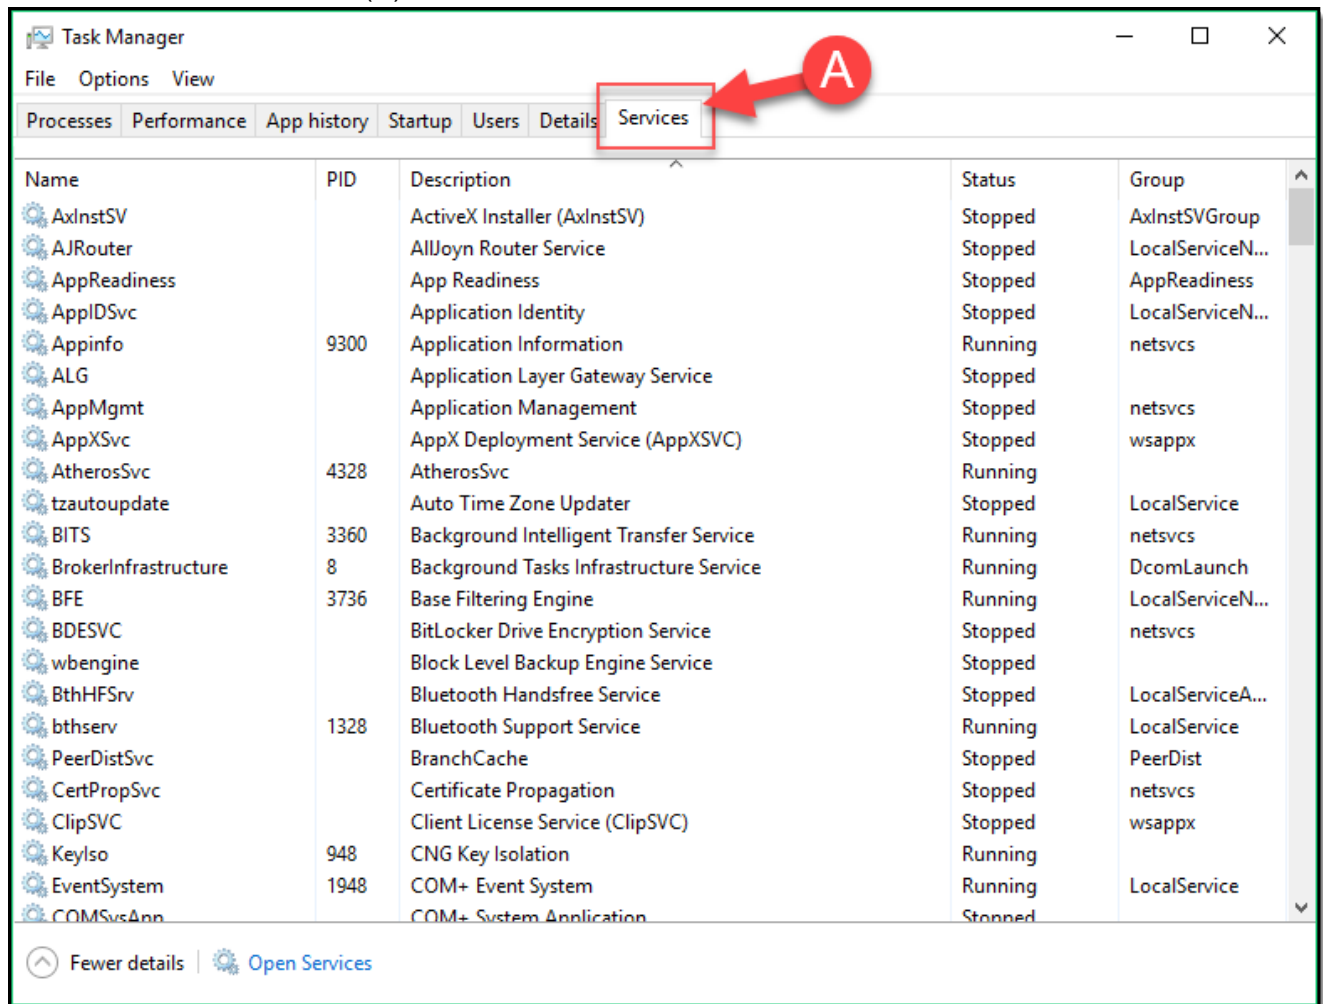 Task Manager
A
File Options View
Processes Performance App history Startup Users Details Services
Name PID Description Status Group
AxInstSV ActiveX Installer (AxInstSV) Stopped AxInstSVGroup
AJRouter AllJoyn Router Service Stopped LocalServiceN...
AppReadiness App Readiness Stopped AppReadiness
AppIDSvc Application Identity Stopped LocalServiceN...
Appinfo 9300 Application Information Running netsvcs
ALG Application Layer Gateway Service Stopped
AppMgmt Application Management Stopped netsvcs
AppXSvc AppX Deployment Service (AppXSVC) Stopped wsappx
AtherosSvc 4328 AtherosSvc Running
tzautoupdate Auto Time Zone Updater Stopped LocalService
BITS 3360 Background Intelligent Transfer Service Running netsvcs
BrokerInfrastructure 8 Background Tasks Infrastructure Service Running DcomLaunch
BFE 3736 Base Filtering Engine Running LocalServiceN...
BDESVC BitLocker Drive Encryption Service Stopped netsvcs
wbengine Block Level Backup Engine Service Stopped
BthHFSrv Bluetooth Handsfree Service Stopped LocalServiceA...
bthserv 1328 Bluetooth Support Service Running LocalService
PeerDistSvc BranchCache Stopped PeerDist
CertPropSvc Certificate Propagation Stopped netsvcs
ClipSVC Client License Service (ClipSVC) Stopped wsappx
KeyIso 948 CNG Key Isolation Running
EventSystem 1948 COM+ Event System Running LocalService
COMSysApp COM+ System Application Stopped
Fewer details Open Services